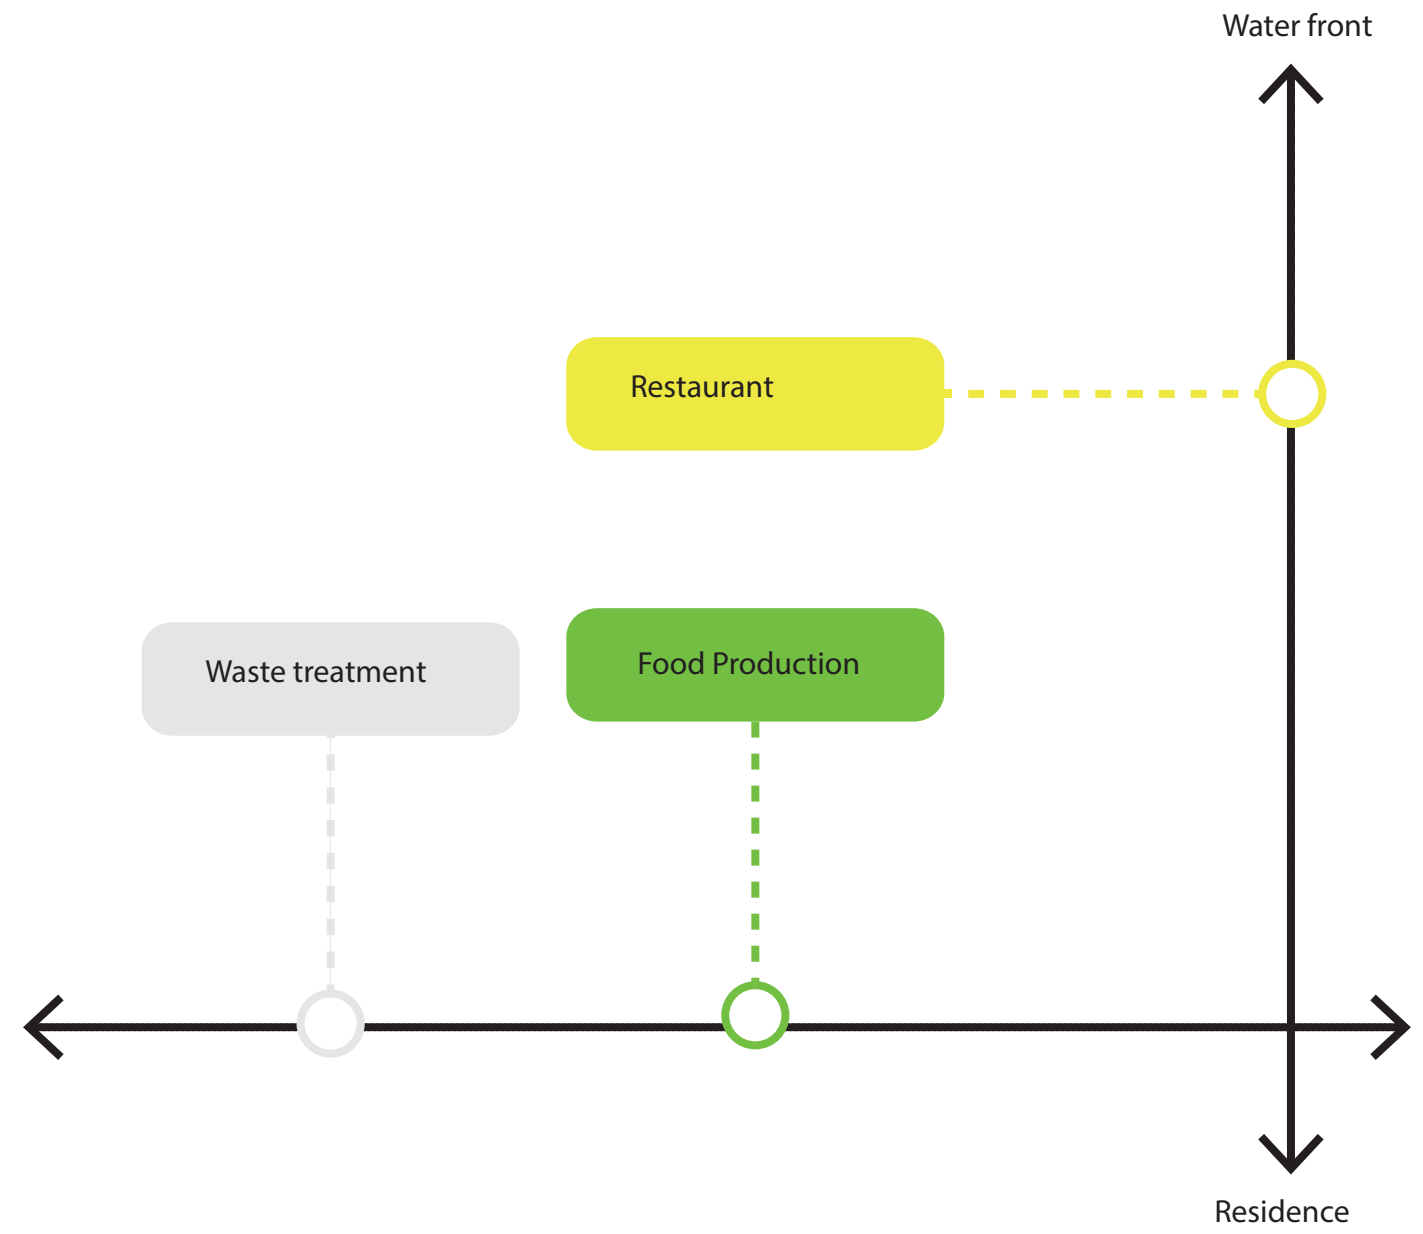 Water front
Restaurant
Waste treatment
Food Production
Residence